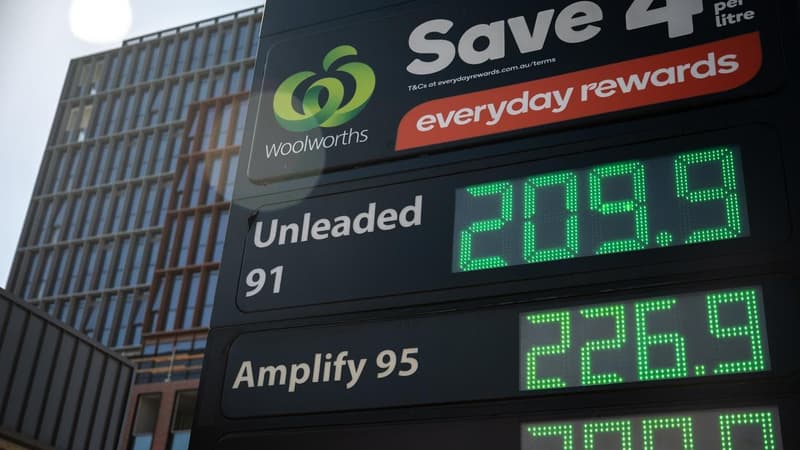 Save 4 per litre
T&Cs at everydayrewards.com.au/terms
everyday rewards
woolworths
Unleaded 91
209.9
Amplify 95
226.9